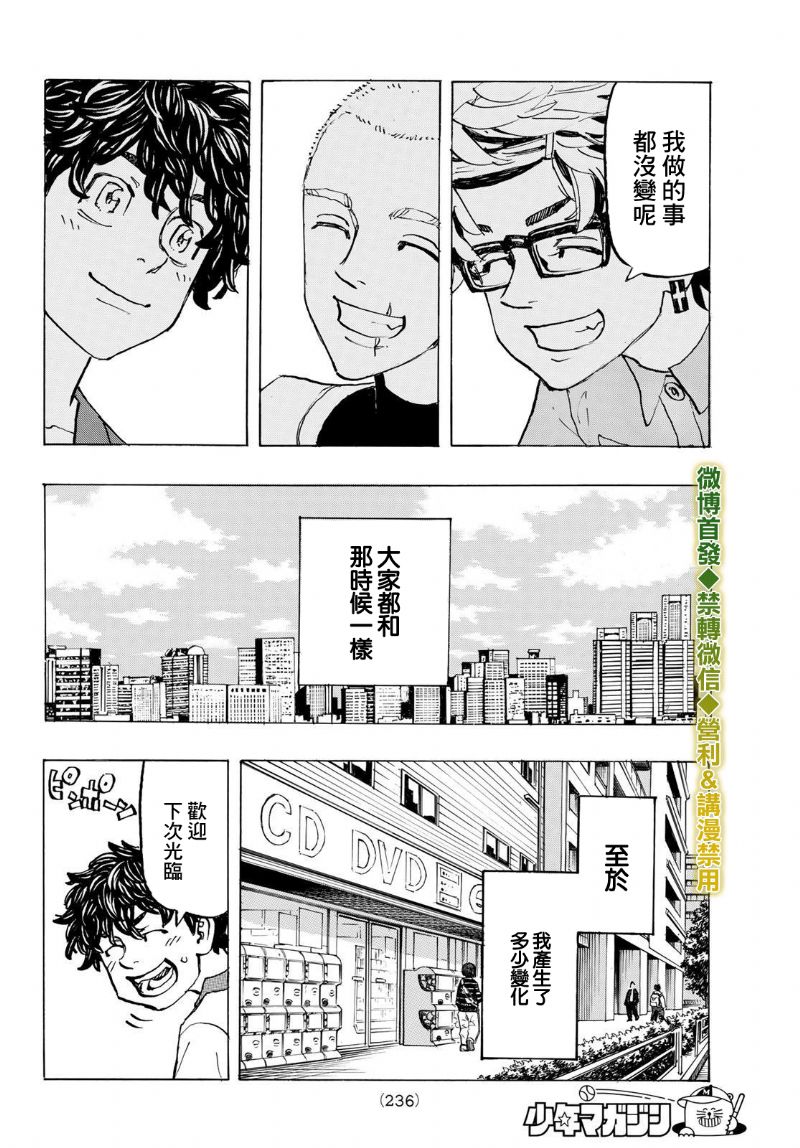 我做的事
都沒變呢
大家都和
那時候一樣
至於
我產生了
多少變化
CD DVD
歡迎
下次光臨
ピンポーン
微博首發◆禁轉微信◆營利&講漫禁用
(236)
少年マガジン